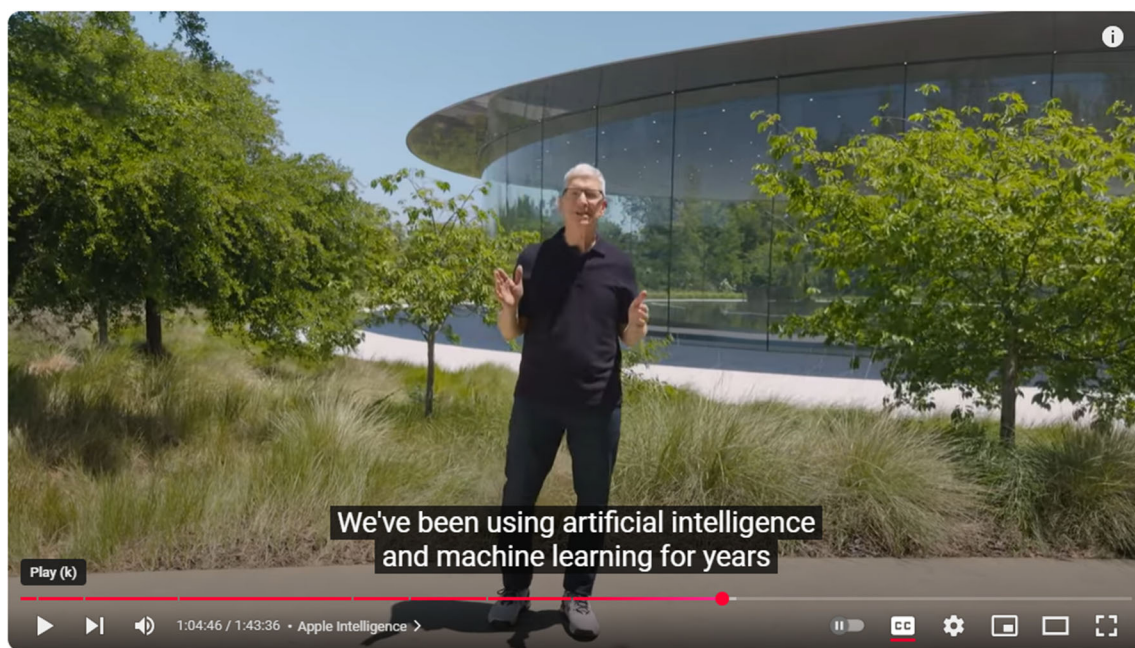 We've been using artificial intelligence
and machine learning for years
Play (k)
1:04:46 / 1:43:36 • Apple Intelligence >
CC